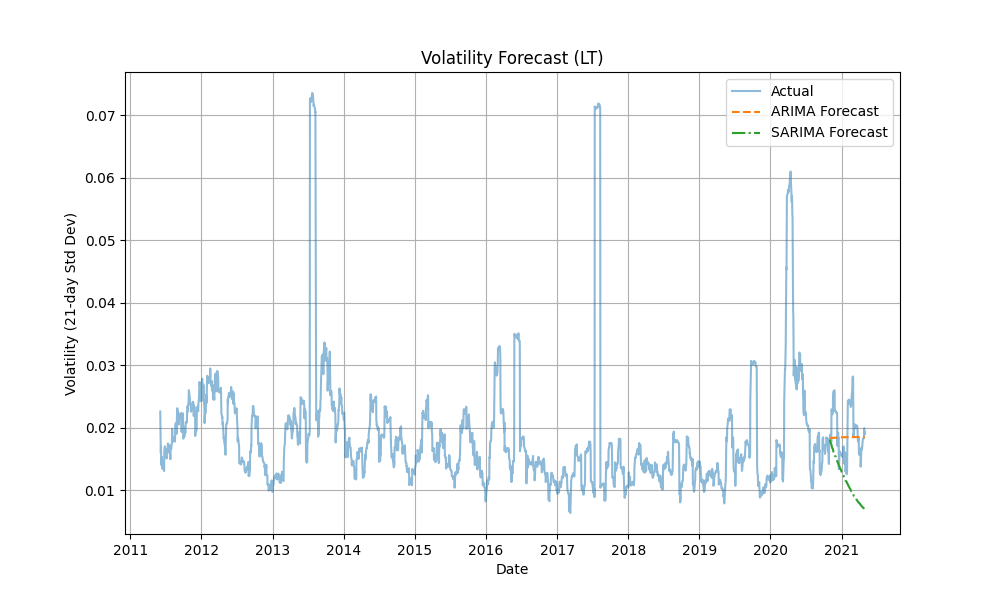 Volatility Forecast (LT)
Actual
ARIMA Forecast
SARIMA Forecast
Volatility (21-day Std Dev)
0.07
0.06
0.05
0.04
0.03
0.02
0.01
2011 2012 2013 2014 2015 2016 2017 2018 2019 2020 2021
Date